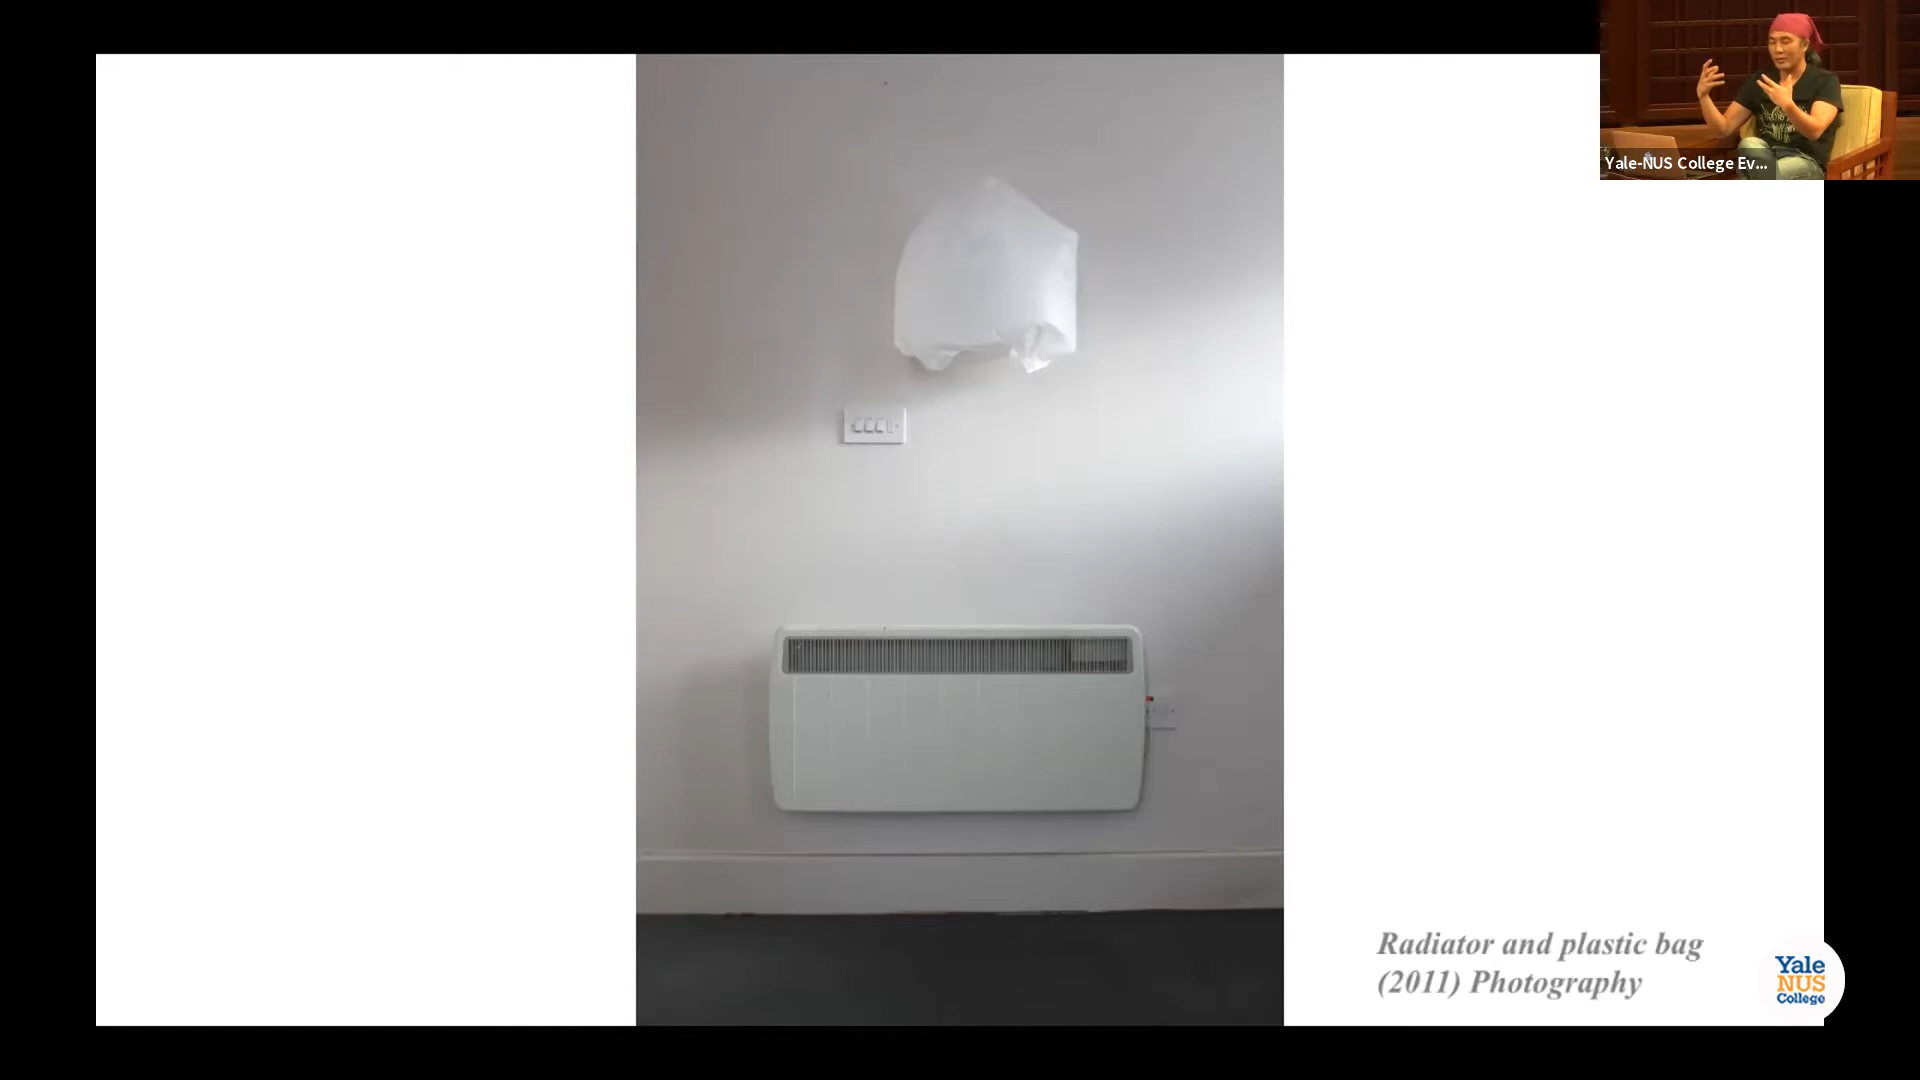 Yale-NUS College Ev...
Radiator and plastic bag
(2011) Photography
Yale
NUS
College